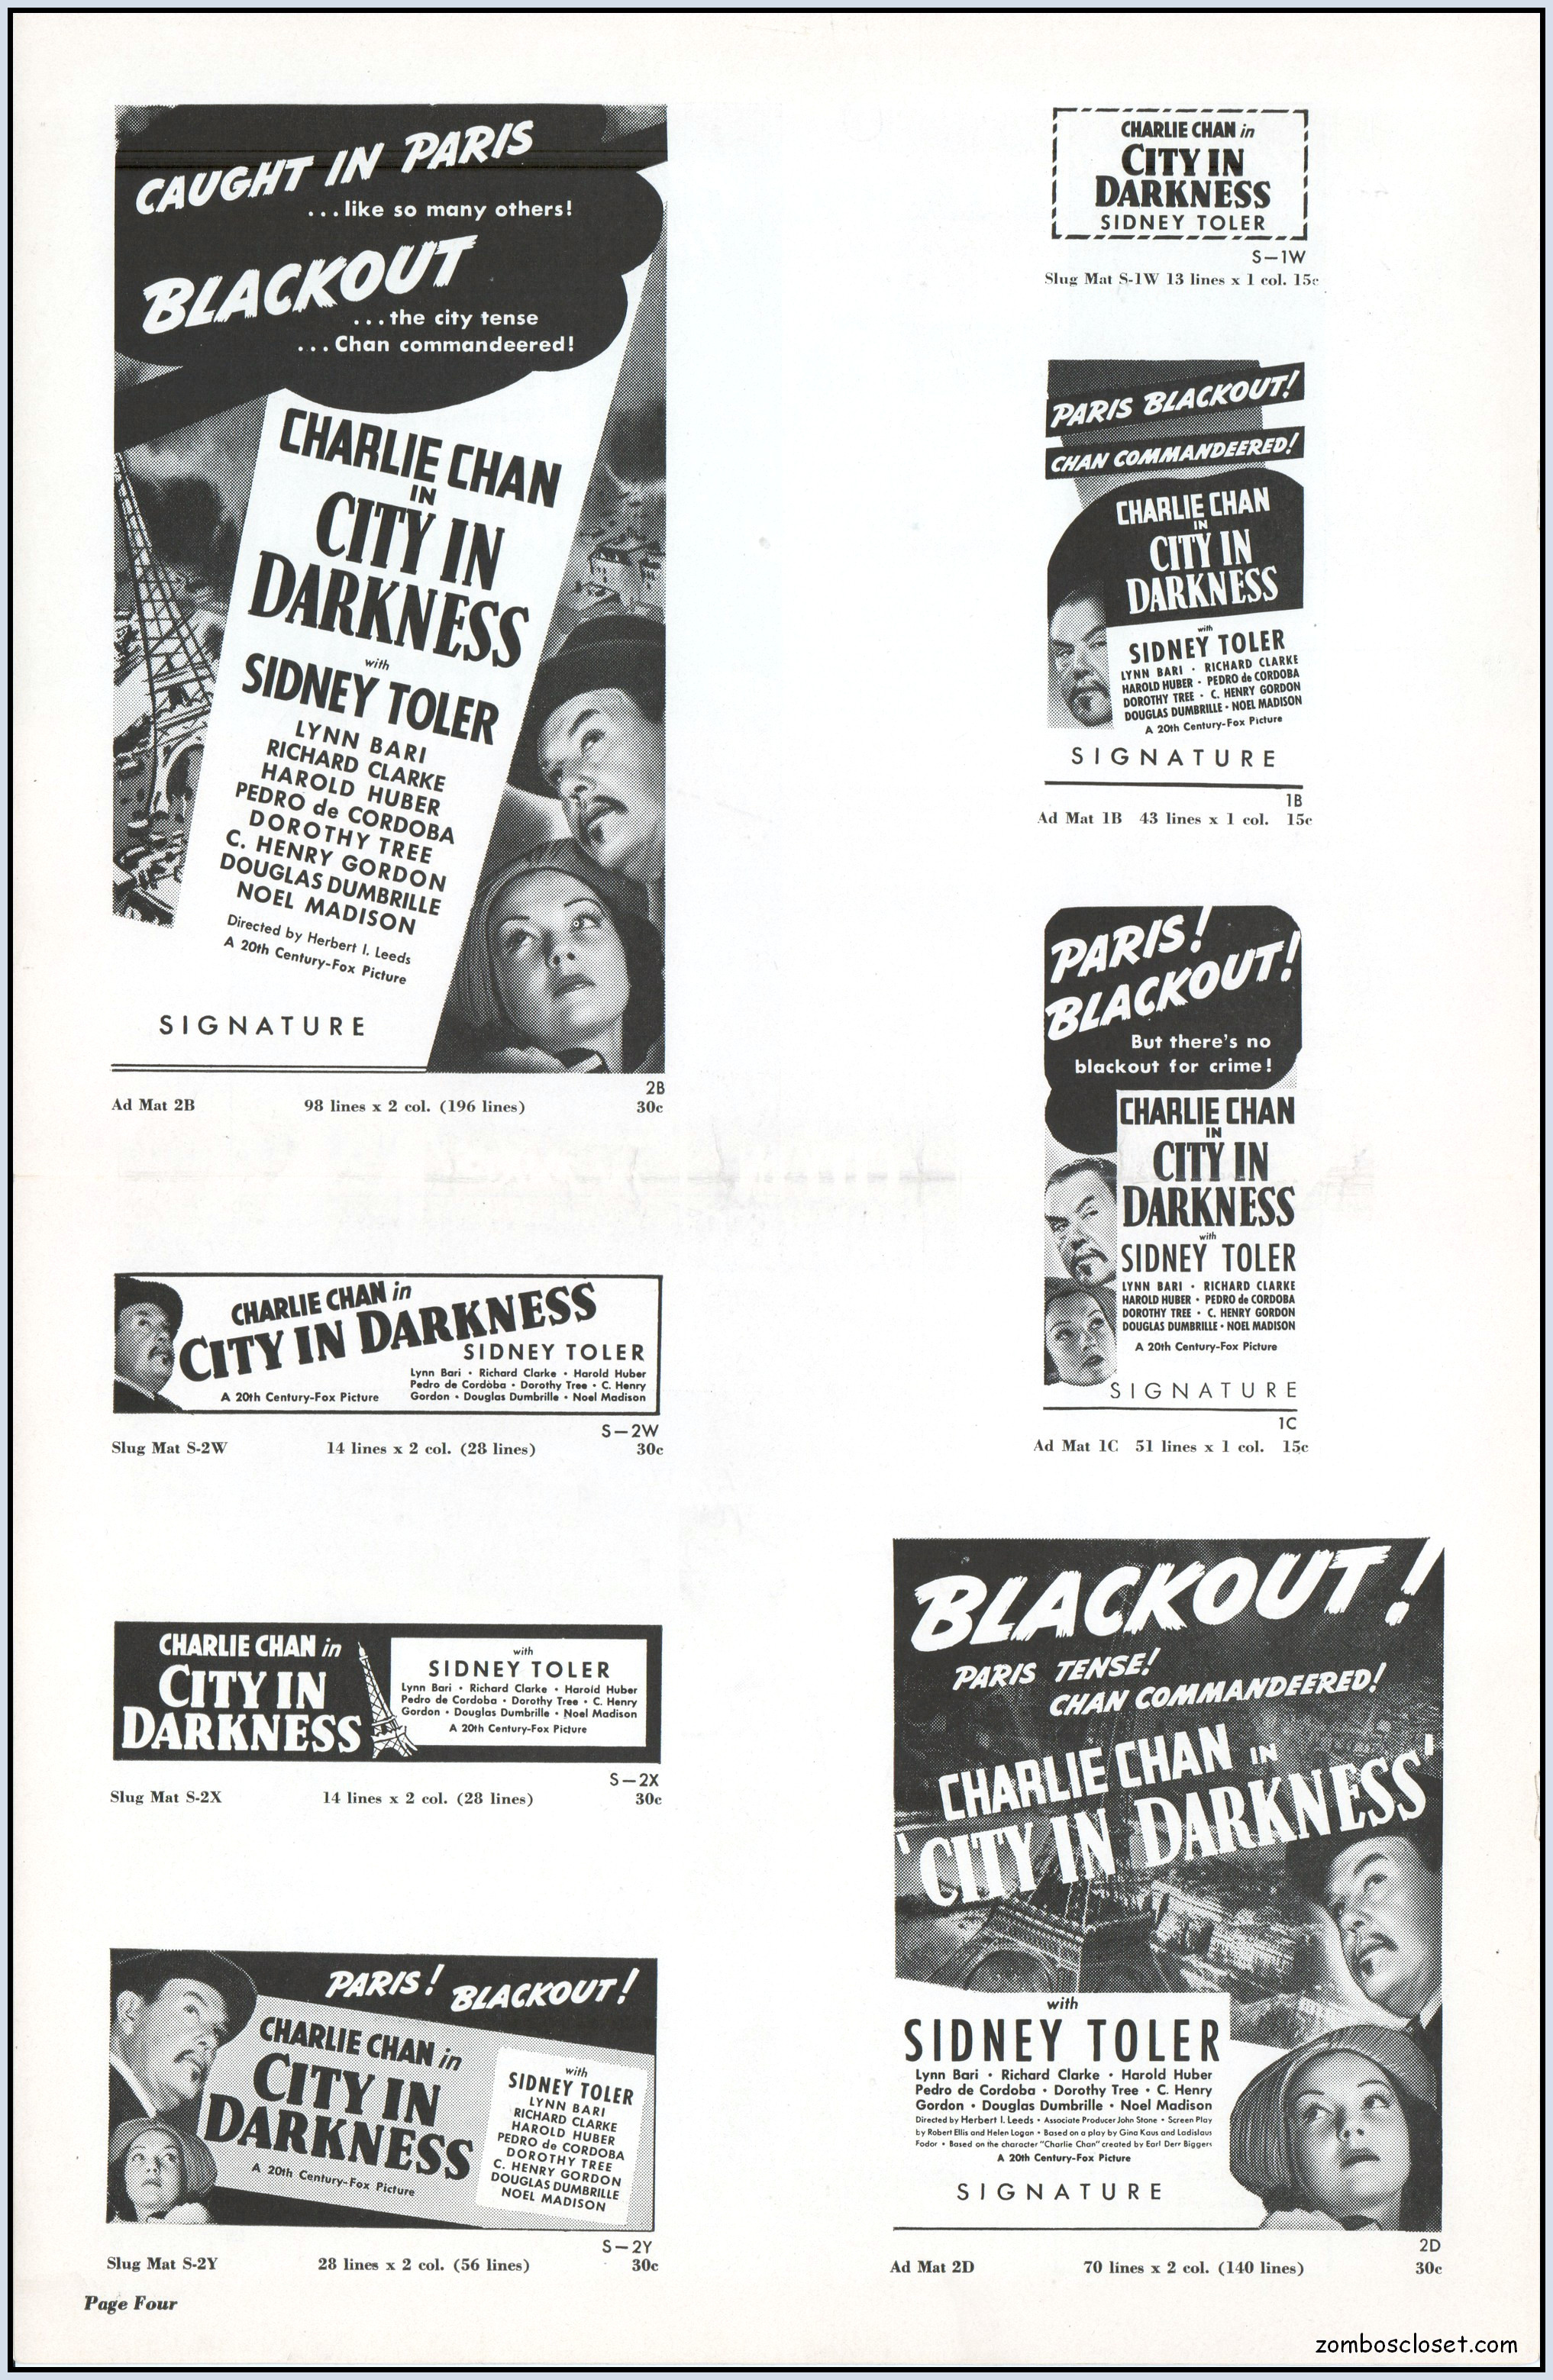 CAUGHT IN PARIS
...like so many others!
BLACKOUT
...the city tense
...Chan commandeered!
CHARLIE CHAN
IN
CITY IN
DARKNESS
with
SIDNEY TOLER
LYNN BARI
RICHARD CLARKE
HAROLD HUBER
PEDRO de CORDOBA
DOROTHY TREE
C. HENRY GORDON
DOUGLAS DUMBRILLE
NOEL MADISON
Directed by Herbert I. Leeds
A 20th Century-Fox Picture
SIGNATURE
2B
Ad Mat 2B 98 lines x 2 col. (196 lines) 30c
CHARLIE CHAN in
CITY IN DARKNESS
SIDNEY TOLER
Lynn Bari • Richard Clarke • Harold Huber
Pedro de Cordoba • Dorothy Tree • C. Henry
Gordon • Douglas Dumbrille • Noel Madison
A 20th Century-Fox Picture
S-2W
Slug Mat S-2W 14 lines x 2 col. (28 lines) 30c
CHARLIE CHAN in
CITY IN
DARKNESS
with
SIDNEY TOLER
Lynn Bari • Richard Clarke • Harold Huber
Pedro de Cordoba • Dorothy Tree • C. Henry
Gordon • Douglas Dumbrille • Noel Madison
A 20th Century-Fox Picture
S-2X
Slug Mat S-2X 14 lines x 2 col. (28 lines) 30c
PARIS! BLACKOUT!
CHARLIE CHAN in
CITY IN
DARKNESS
A 20th Century-Fox Picture
with
SIDNEY TOLER
LYNN BARI
RICHARD CLARKE
HAROLD HUBER
PEDRO de CORDOBA
DOROTHY TREE
C. HENRY GORDON
DOUGLAS DUMBRILLE
NOEL MADISON
S-2Y
Slug Mat S-2Y 28 lines x 2 col. (56 lines) 30c
Page Four
CHARLIE CHAN in
CITY IN
DARKNESS
SIDNEY TOLER
S-1W
Slug Mat S-1W 13 lines x 1 col. 15c
PARIS BLACKOUT!
CHAN COMMANDEERED!
CHARLIE CHAN
IN
CITY IN
DARKNESS
with
SIDNEY TOLER
LYNN BARI • RICHARD CLARKE
HAROLD HUBER • PEDRO de CORDOBA
DOROTHY TREE • C. HENRY GORDON
DOUGLAS DUMBRILLE • NOEL MADISON
A 20th Century-Fox Picture
SIGNATURE
1B
Ad Mat 1B 43 lines x 1 col. 15c
PARIS!
BLACKOUT!
But there's no
blackout for crime!
CHARLIE CHAN
IN
CITY IN
DARKNESS
with
SIDNEY TOLER
LYNN BARI • RICHARD CLARKE
HAROLD HUBER • PEDRO de CORDOBA
DOROTHY TREE • C. HENRY GORDON
DOUGLAS DUMBRILLE • NOEL MADISON
A 20th Century-Fox Picture
SIGNATURE
1C
Ad Mat 1C 51 lines x 1 col. 15c
BLACKOUT!
PARIS TENSE!
CHAN COMMANDEERED!
CHARLIE CHAN IN
'CITY IN DARKNESS'
with
SIDNEY TOLER
Lynn Bari • Richard Clarke • Harold Huber
Pedro de Cordoba • Dorothy Tree • C. Henry
Gordon • Douglas Dumbrille • Noel Madison
Directed by Herbert I. Leeds • Associate Producer John Stone • Screen Play
by Robert Ellis and Helen Logan • Based on a play by Gina Kaus and Ladislaus
Fodor • Based on the character "Charlie Chan" created by Earl Derr Biggers
A 20th Century-Fox Picture
SIGNATURE
2D
Ad Mat 2D 70 lines x 2 col. (140 lines) 30c
zomboscloset.com